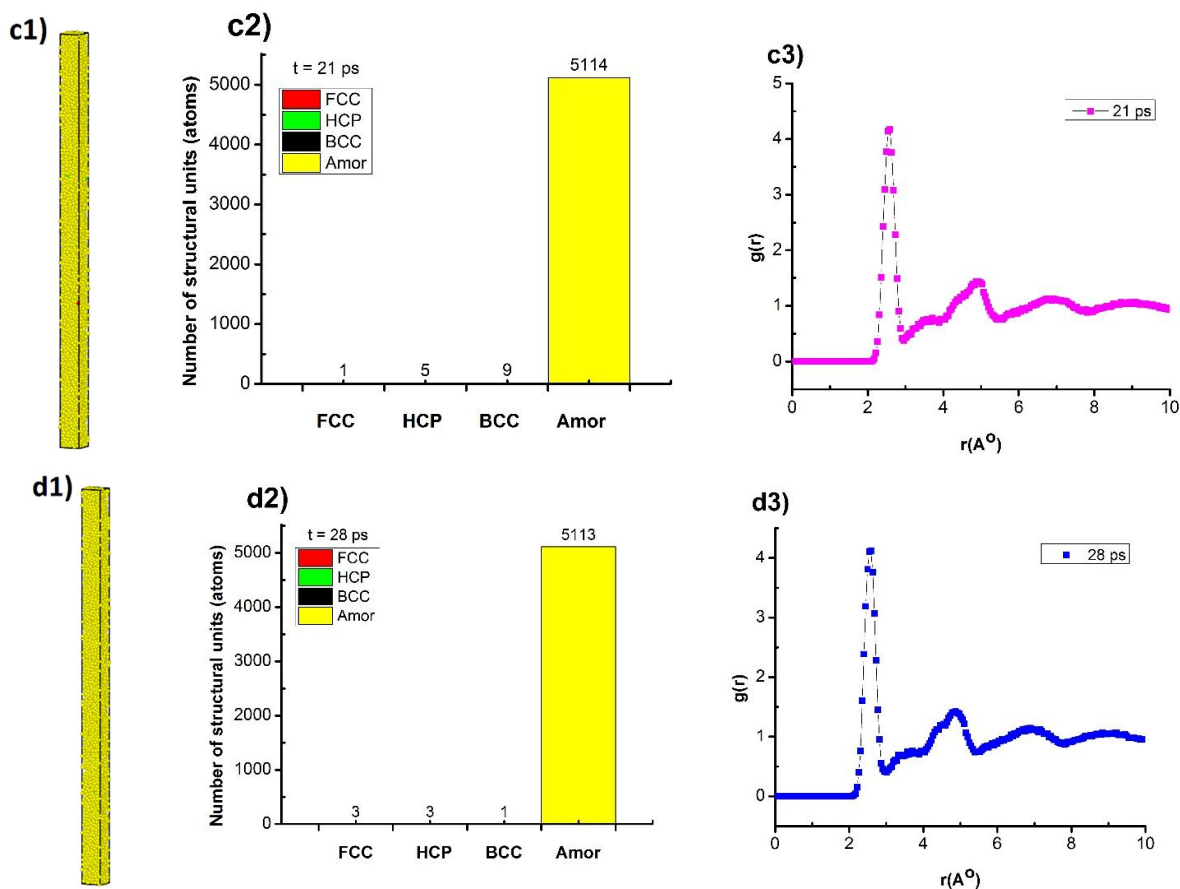 c1)
c2)
t = 21 ps
FCC
HCP
BCC
Amor
Number of structural units (atoms)
5000
4000
3000
2000
1000
0
1
5
9
5114
FCC
HCP
BCC
Amor
c3)
21 ps
g(r)
5
4
3
2
1
0
0
2
4
6
8
10
r(A^O)
d1)
d2)
t = 28 ps
FCC
HCP
BCC
Amor
Number of structural units (atoms)
5000
4000
3000
2000
1000
0
3
3
1
5113
FCC
HCP
BCC
Amor
d3)
28 ps
g(r)
4
3
2
1
0
0
2
4
6
8
10
r(A^O)